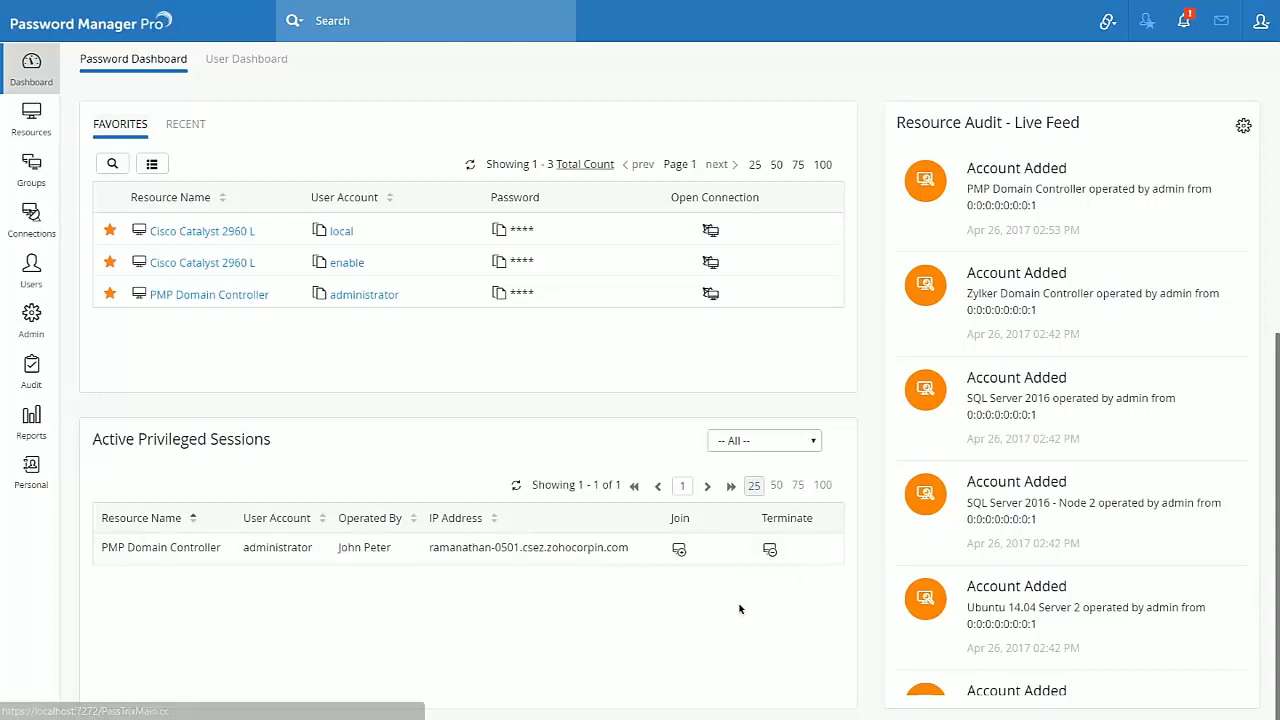 Password Manager Pro
Search
1
Dashboard
Resources
Groups
Connections
Users
Admin
Audit
Reports
Personal
Password Dashboard User Dashboard
FAVORITES RECENT
Showing 1 - 3 Total Count < prev Page 1 next > 25 50 75 100
Resource Name User Account Password Open Connection
Cisco Catalyst 2960 L local ****
Cisco Catalyst 2960 L enable ****
PMP Domain Controller administrator ****
Active Privileged Sessions
-- All --
Showing 1 - 1 of 1 1 25 50 75 100
Resource Name User Account Operated By IP Address Join Terminate
PMP Domain Controller administrator John Peter ramanathan-0501.csez.zohocorpin.com
Resource Audit - Live Feed
Account Added
PMP Domain Controller operated by admin from
0:0:0:0:0:0:1
Apr 26, 2017 02:53 PM
Account Added
Zylker Domain Controller operated by admin from
0:0:0:0:0:0:1
Apr 26, 2017 02:42 PM
Account Added
SQL Server 2016 operated by admin from
0:0:0:0:0:0:1
Apr 26, 2017 02:42 PM
Account Added
SQL Server 2016 - Node 2 operated by admin from
0:0:0:0:0:0:1
Apr 26, 2017 02:42 PM
Account Added
Ubuntu 14.04 Server 2 operated by admin from
0:0:0:0:0:0:1
Apr 26, 2017 02:42 PM
Account Added
https://localhost:7272/PassTrixMain.cc